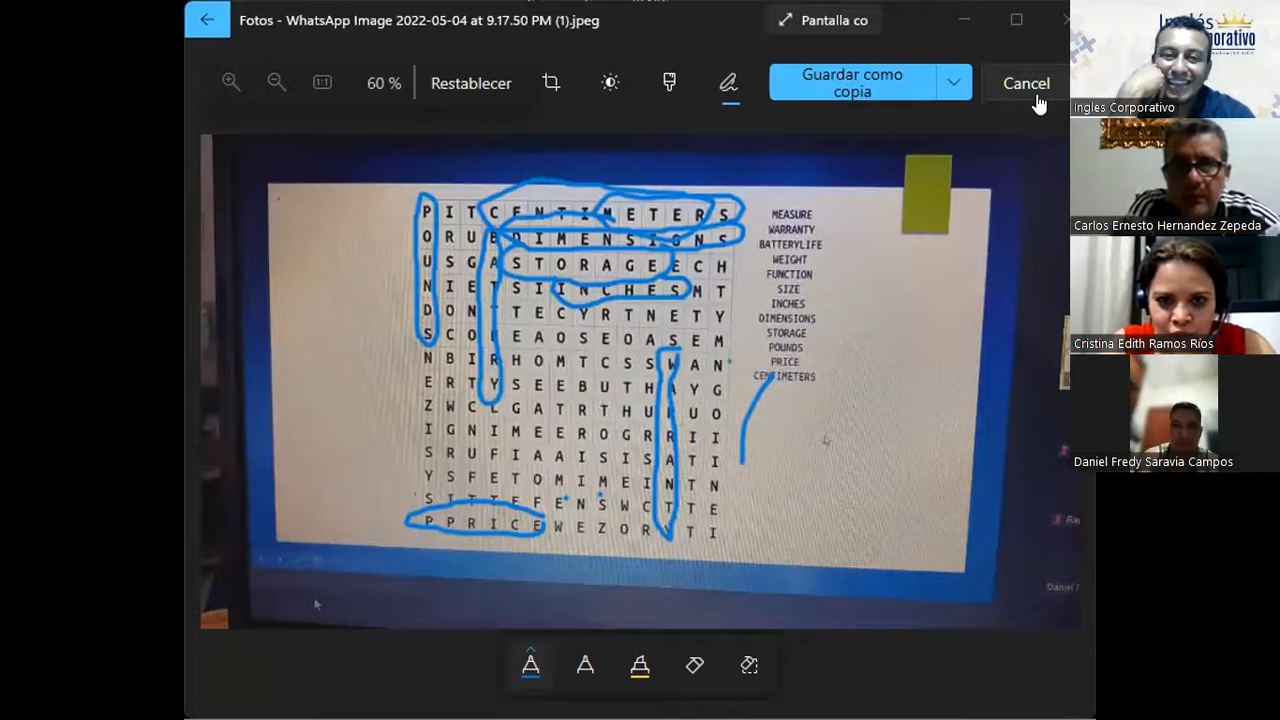 Fotos - WhatsApp Image 2022-05-04 at 9.17.50 PM (1).jpeg
Pantalla co
60 %
Restablecer
Guardar como
copia
Cancel
Inglés
porativo
Ingles Corporativo
Carlos Ernesto Hernandez Zepeda
Cristina Edith Ramos Ríos
Daniel Fredy Saravia Campos
P I T C E N T I M E T E R S
O R U B D I M E N S I O N S
U S G A S T O R A G E E C H
N I E T S I I N C H E S M T
D O N T T E C Y R T N E T Y
S C O E A O S E O A S E M
N B I R H O M T C S S W A N
E R T Y S E E B U T H A Y G
Z W C L G A T R T H U R U O
I G N I M E E R O G R R I I
S R U F I A A I S I S A T I
Y S F E T O M I M E I N T N
S I T T E F E N S W C T T E
P P R I C E W E Z O R Y T I
MEASURE
WARRANTY
BATTERYLIFE
WEIGHT
FUNCTION
SIZE
INCHES
DIMENSIONS
STORAGE
POUNDS
PRICE
CENTIMETERS